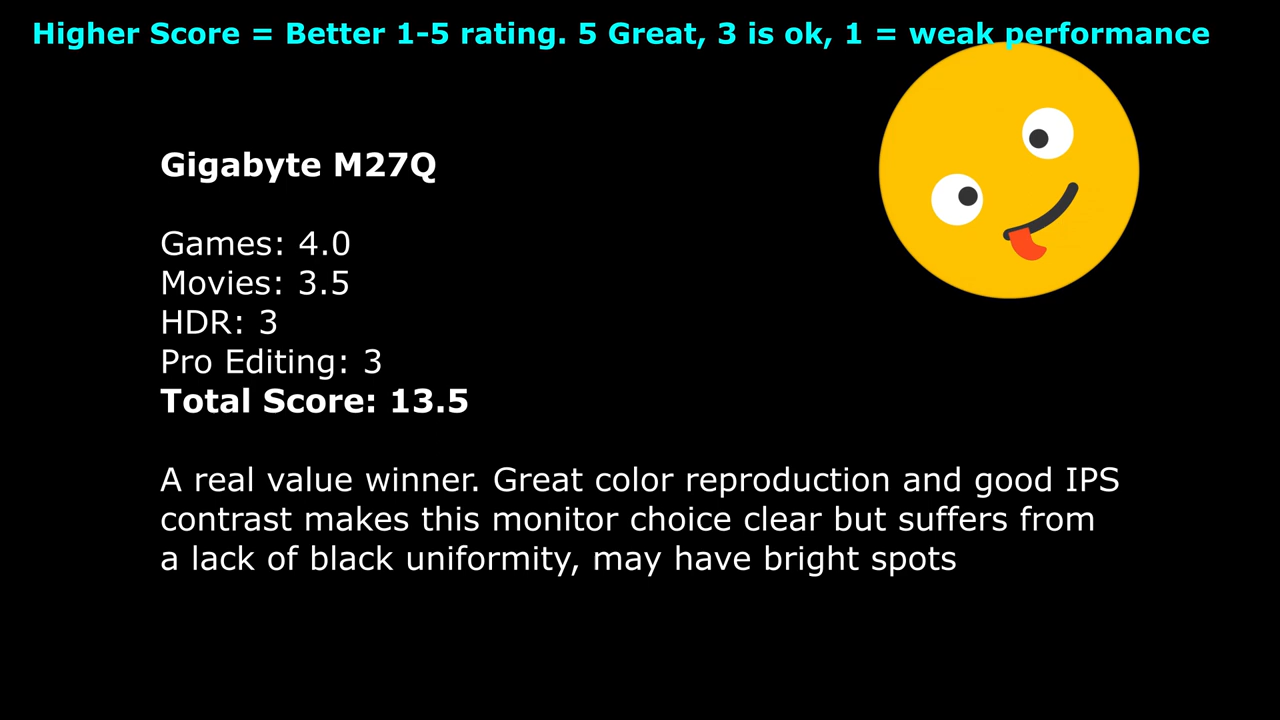 Higher Score = Better 1-5 rating. 5 Great, 3 is ok, 1 = weak performance
Gigabyte M27Q
Games: 4.0
Movies: 3.5
HDR: 3
Pro Editing: 3
Total Score: 13.5
A real value winner. Great color reproduction and good IPS
contrast makes this monitor choice clear but suffers from
a lack of black uniformity, may have bright spots